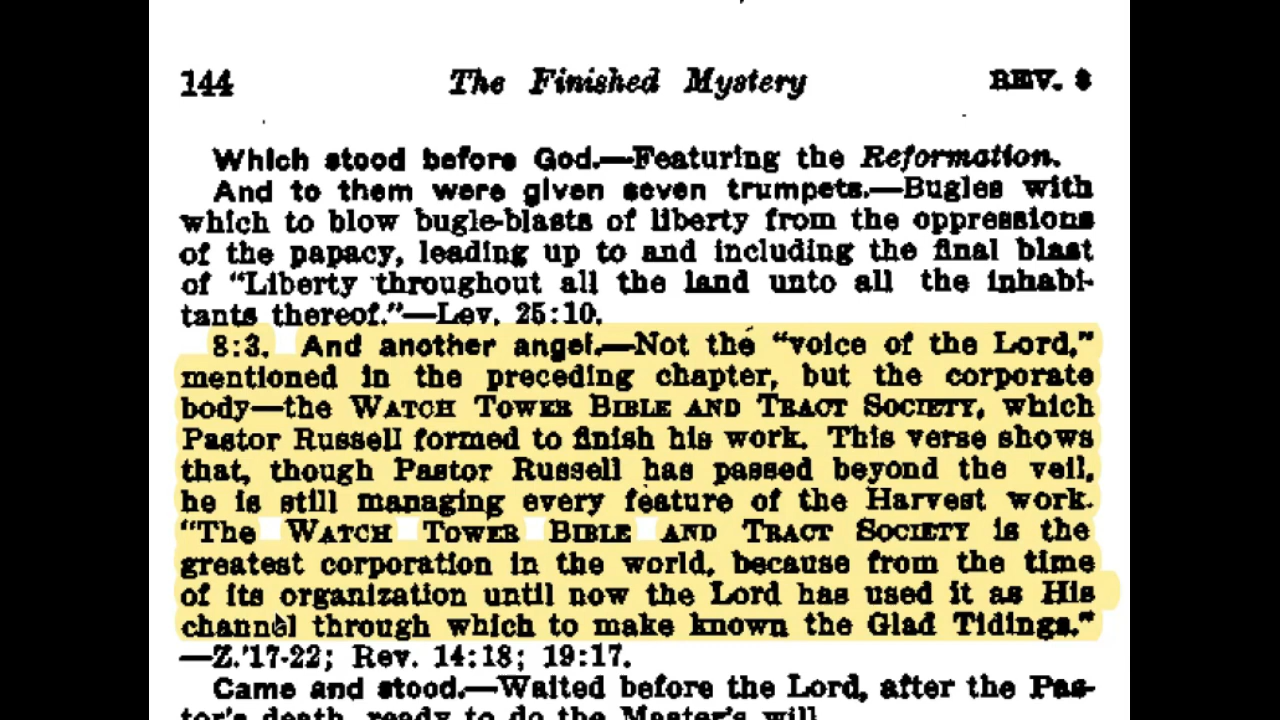 144 The Finished Mystery REV. 8
Which stood before God.—Featuring the Reformation.
And to them were given seven trumpets.—Bugles with
which to blow bugle-blasts of liberty from the oppressions
of the papacy, leading up to and including the final blast
of "Liberty throughout all the land unto all the inhabi-
tants thereof."—Lev. 25:10.
8:3. And another angel.—Not the "voice of the Lord,"
mentioned in the preceding chapter, but the corporate
body—the WATCH TOWER BIBLE AND TRACT SOCIETY, which
Pastor Russell formed to finish his work. This verse shows
that, though Pastor Russell has passed beyond the veil,
he is still managing every feature of the Harvest work.
"The WATCH TOWER BIBLE AND TRACT SOCIETY is the
greatest corporation in the world, because from the time
of its organization until now the Lord has used it as His
channel through which to make known the Glad Tidings."
—Z.'17-22; Rev. 14:18; 19:17.
Came and stood.—Waited before the Lord, after the Pas-
tor's death, ready to do the Master's will.